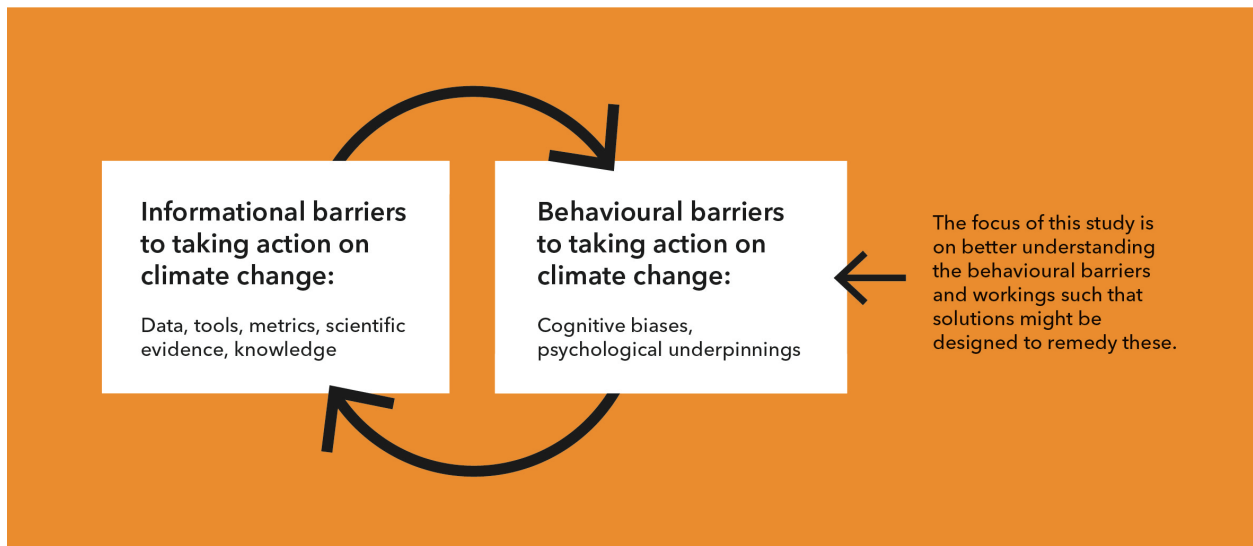 Informational barriers
to taking action on
climate change:
Data, tools, metrics, scientific
evidence, knowledge
Behavioural barriers
to taking action on
climate change:
Cognitive biases,
psychological underpinnings
The focus of this study is
on better understanding
the behavioural barriers
and workings such that
solutions might be
designed to remedy these.